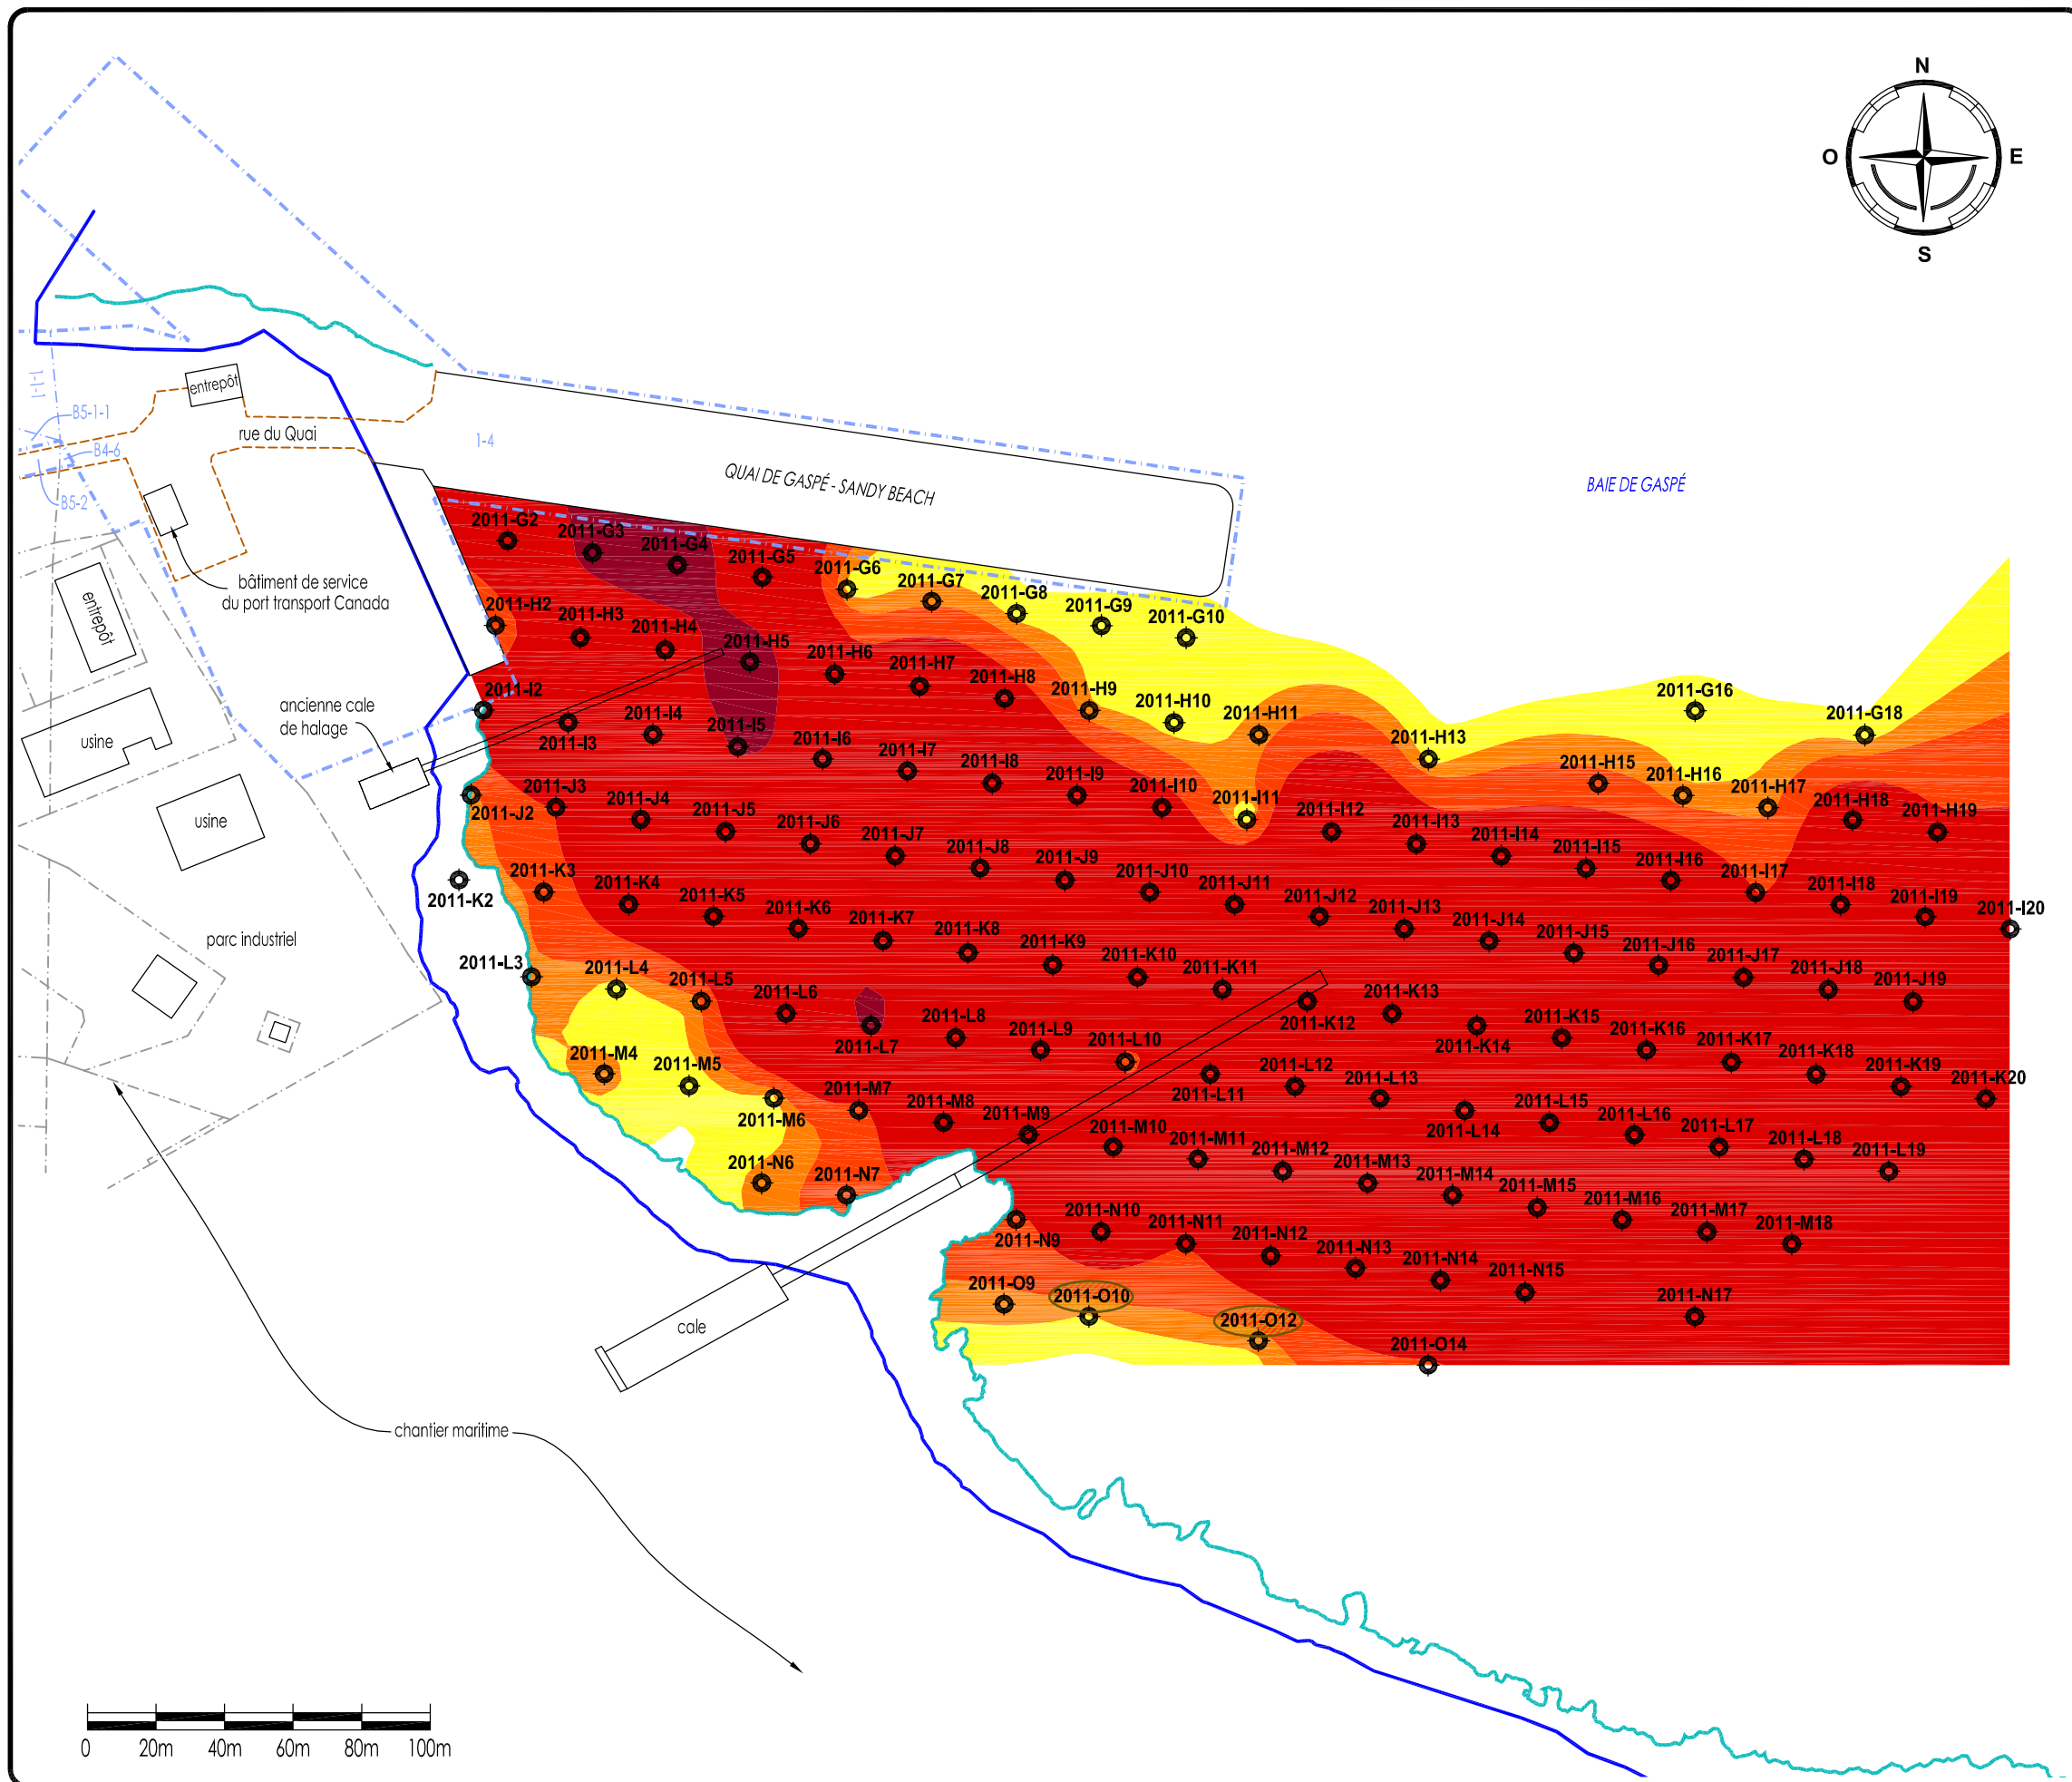 N
O
E
S
entrepôt
1-1-1
B5-1-1
rue du Quai
B4-6
1-4
QUAI DE GASPÉ - SANDY BEACH
BAIE DE GASPÉ
B5-2
bâtiment de service
du port transport Canada
entrepôt
ancienne cale
de halage
usine
usine
parc industriel
cale
chantier maritime
2011-G2
2011-G3
2011-G4
2011-G5
2011-G6
2011-G7
2011-G8
2011-G9
2011-G10
2011-G16
2011-G18
2011-H2
2011-H3
2011-H4
2011-H5
2011-H6
2011-H7
2011-H8
2011-H9
2011-H10
2011-H11
2011-H13
2011-H15
2011-H16
2011-H17
2011-H18
2011-H19
2011-I2
2011-I3
2011-I4
2011-I5
2011-I6
2011-I7
2011-I8
2011-I9
2011-I10
2011-I11
2011-I12
2011-I13
2011-I14
2011-I15
2011-I16
2011-I17
2011-I18
2011-I19
2011-I20
2011-J2
2011-J3
2011-J4
2011-J5
2011-J6
2011-J7
2011-J8
2011-J9
2011-J10
2011-J11
2011-J12
2011-J13
2011-J14
2011-J15
2011-J16
2011-J17
2011-J18
2011-J19
2011-K2
2011-K3
2011-K4
2011-K5
2011-K6
2011-K7
2011-K8
2011-K9
2011-K10
2011-K11
2011-K12
2011-K13
2011-K14
2011-K15
2011-K16
2011-K17
2011-K18
2011-K19
2011-K20
2011-L3
2011-L4
2011-L5
2011-L6
2011-L7
2011-L8
2011-L9
2011-L10
2011-L11
2011-L12
2011-L13
2011-L14
2011-L15
2011-L16
2011-L17
2011-L18
2011-L19
2011-M4
2011-M5
2011-M6
2011-M7
2011-M8
2011-M9
2011-M10
2011-M11
2011-M12
2011-M13
2011-M14
2011-M15
2011-M16
2011-M17
2011-M18
2011-N6
2011-N7
2011-N9
2011-N10
2011-N11
2011-N12
2011-N13
2011-N14
2011-N15
2011-N17
2011-O9
2011-O10
2011-O12
2011-O14
0 20m 40m 60m 80m 100m